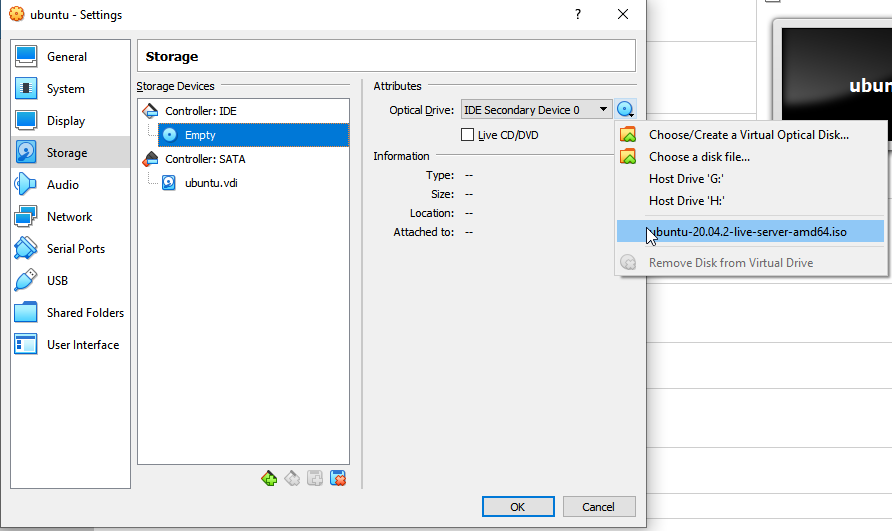 ubuntu - Settings
?
General
System
Display
Storage
Audio
Network
Serial Ports
USB
Shared Folders
User Interface
Storage
Storage Devices
Controller: IDE
Empty
Controller: SATA
ubuntu.vdi
Attributes
Optical Drive: IDE Secondary Device 0
Live CD/DVD
Information
Type: --
Size: --
Location: --
Attached to: --
Choose/Create a Virtual Optical Disk...
Choose a disk file...
Host Drive 'G:'
Host Drive 'H:'
ubuntu-20.04.2-live-server-amd64.iso
Remove Disk from Virtual Drive
OK
Cancel